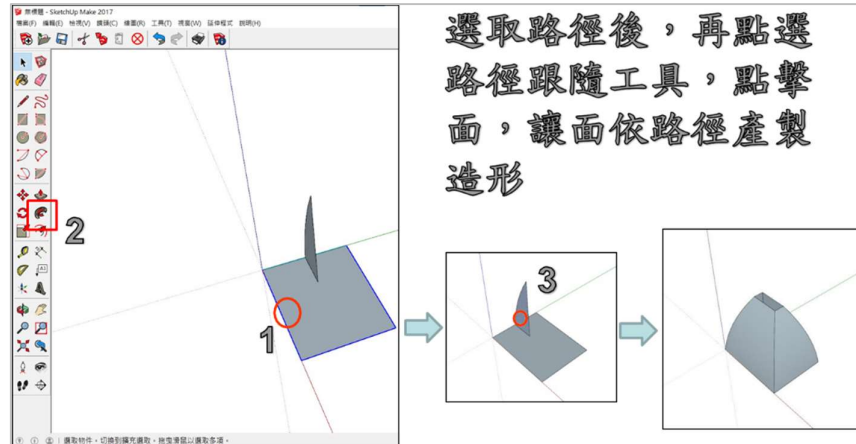 無標題 - SketchUp Make 2017
檔案(F) 編輯(E) 檢視(V) 鏡頭(C) 繪圖(R) 工具(T) 視窗(W) 延伸程式 說明(H)
選取路徑後，再點選
路徑跟隨工具，點擊
面，讓面依路徑產製
造形
2
1
3
選取物件。切換到擴充選取。拖曳滑鼠以選取多項。